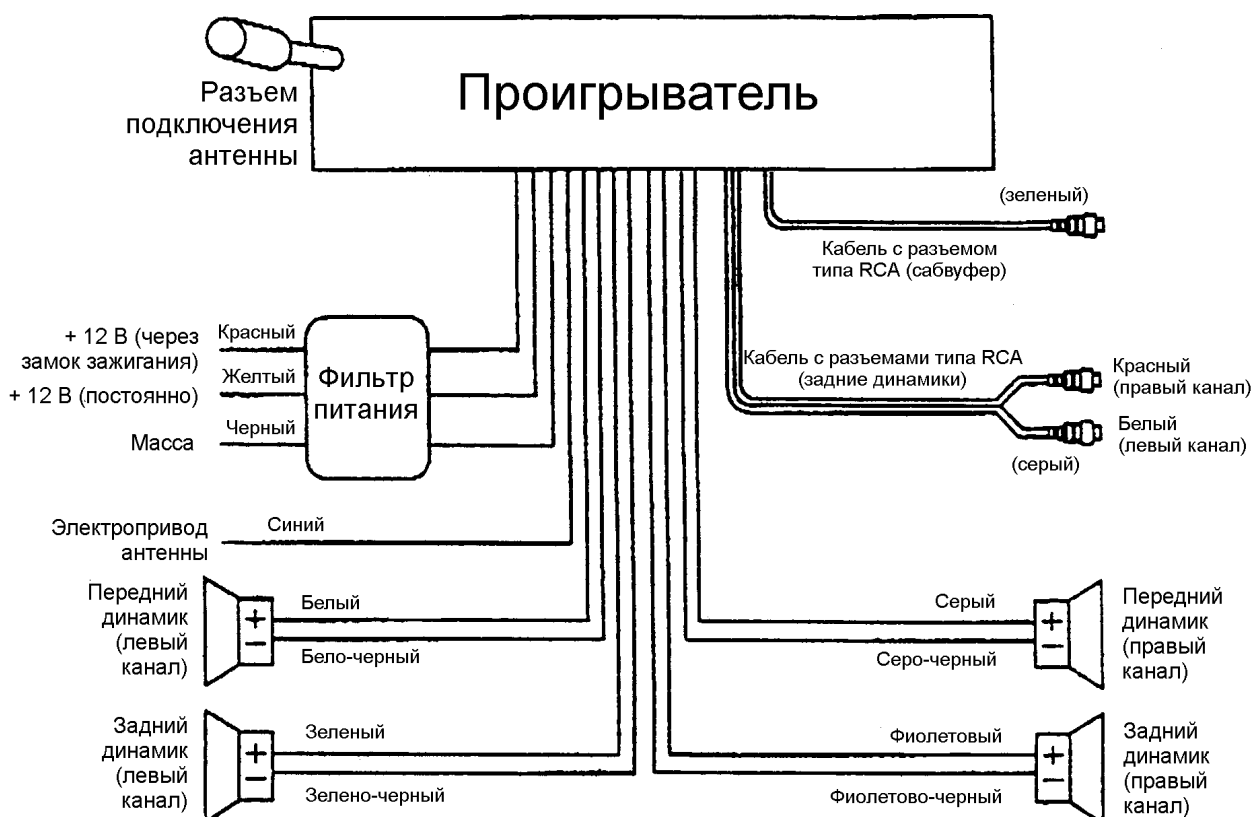 Проигрыватель
Разъем
подключения
антенны
(зеленый)
Кабель с разъемом
типа RCA (сабвуфер)
+ 12 В (через
замок зажигания)
Красный
+ 12 В (постоянно)
Желтый
Масса
Черный
Фильтр
питания
Кабель с разъемами типа RCA
(задние динамики)
Красный
(правый канал)
Белый
(левый канал)
(серый)
Электропривод
антенны
Синий
Передний
динамик
(левый
канал)
+
−
Белый
Бело-черный
Серый
Серо-черный
+
−
Передний
динамик
(правый
канал)
Задний
динамик
(левый
канал)
+
−
Зеленый
Зелено-черный
Фиолетовый
Фиолетово-черный
+
−
Задний
динамик
(правый
канал)